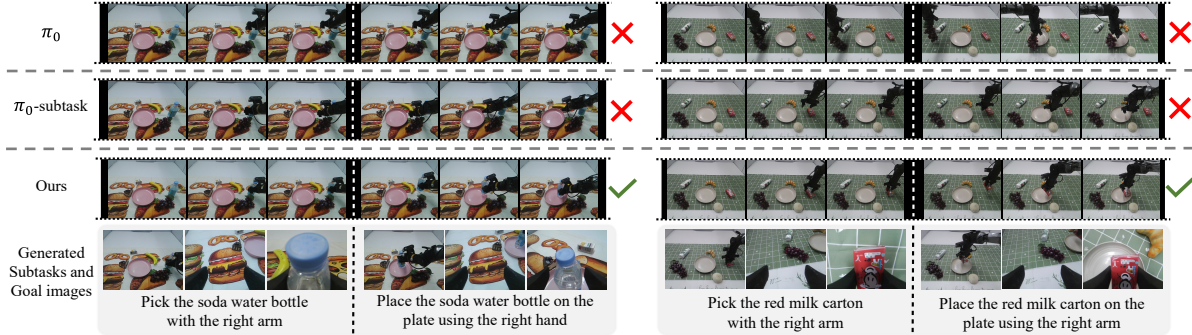 π₀
π₀-subtask
Ours
Generated
Subtasks and
Goal images
Pick the soda water bottle
with the right arm
Place the soda water bottle on the
plate using the right hand
Pick the red milk carton
with the right arm
Place the red milk carton on the
plate using the right arm